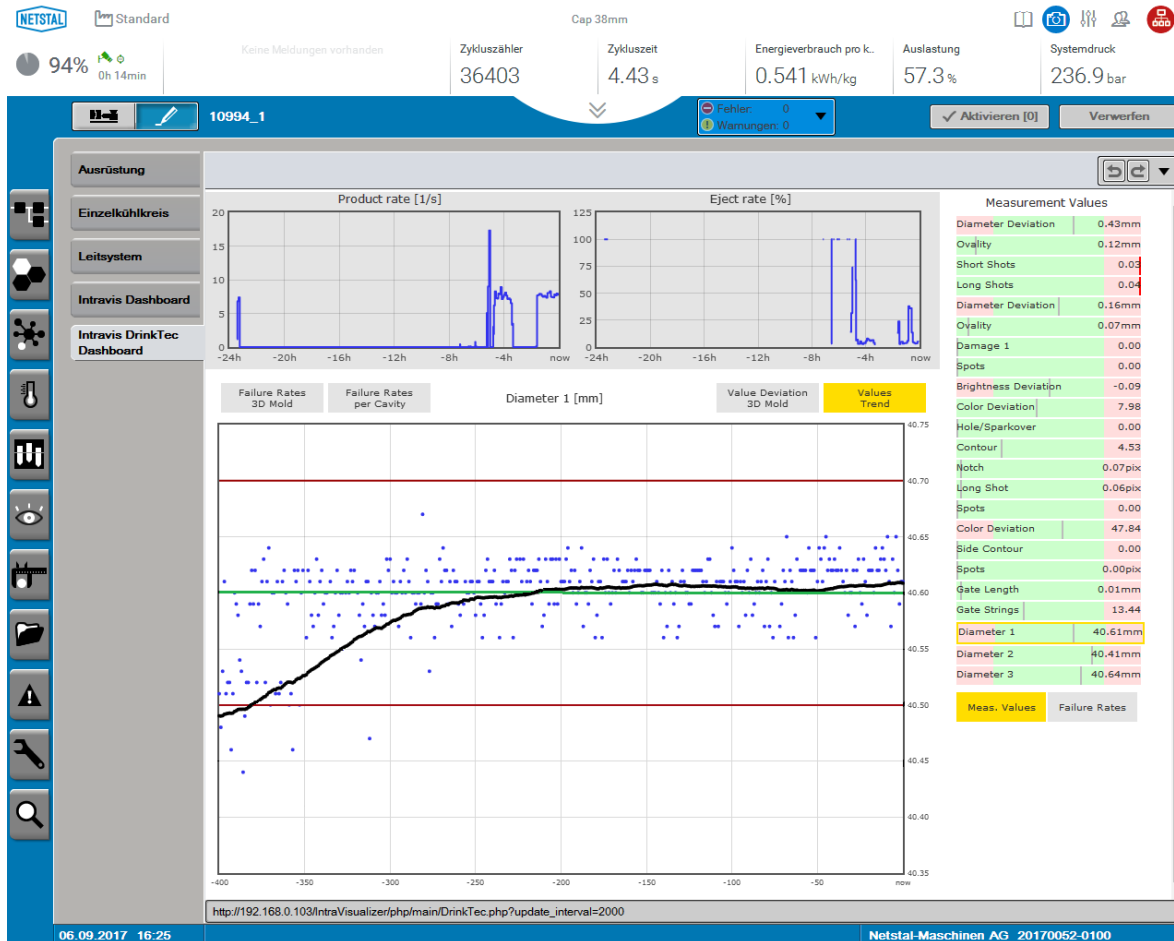 NETSTAL
Standard
Cap 38mm
94%
0h 14min
Keine Meldungen vorhanden
Zykluszähler
36403
Zykluszeit
4.43 s
Energieverbrauch pro k..
0.541 kWh/kg
Auslastung
57.3 %
Systemdruck
236.9 bar
10994_1
Fehler: 0
Warnungen: 0
Aktivieren [0]
Verwerfen
Ausrüstung
Einzelkühlkreis
Leitsystem
Intravis Dashboard
Intravis DrinkTec
Dashboard
Product rate [1/s]
20
15
10
5
0
-24h -20h -16h -12h -8h -4h now
Eject rate [%]
125
100
75
50
25
0
-24h -20h -16h -12h -8h -4h now
Failure Rates
3D Mold
Failure Rates
per Cavity
Diameter 1 [mm]
Value Deviation
3D Mold
Values
Trend
40.75
40.70
40.65
40.60
40.55
40.50
40.45
40.40
40.35
-400 -350 -300 -250 -200 -150 -100 -50 now
Measurement Values
Diameter Deviation 0.43mm
Ovality 0.12mm
Short Shots 0.03
Long Shots 0.04
Diameter Deviation 0.16mm
Ovality 0.07mm
Damage 1 0.00
Spots 0.00
Brightness Deviation -0.09
Color Deviation 7.98
Hole/Sparkover 0.00
Contour 4.53
Notch 0.07pix
Long Shot 0.06pix
Spots 0.00
Color Deviation 47.84
Side Contour 0.00
Spots 0.00pix
Gate Length 0.01mm
Gate Strings 13.44
Diameter 1 40.61mm
Diameter 2 40.41mm
Diameter 3 40.64mm
Meas. Values
Failure Rates
http://192.168.0.103/IntraVisualizer/php/main/DrinkTec.php?update_interval=2000
06.09.2017 16:25
Netstal-Maschinen AG 20170052-0100